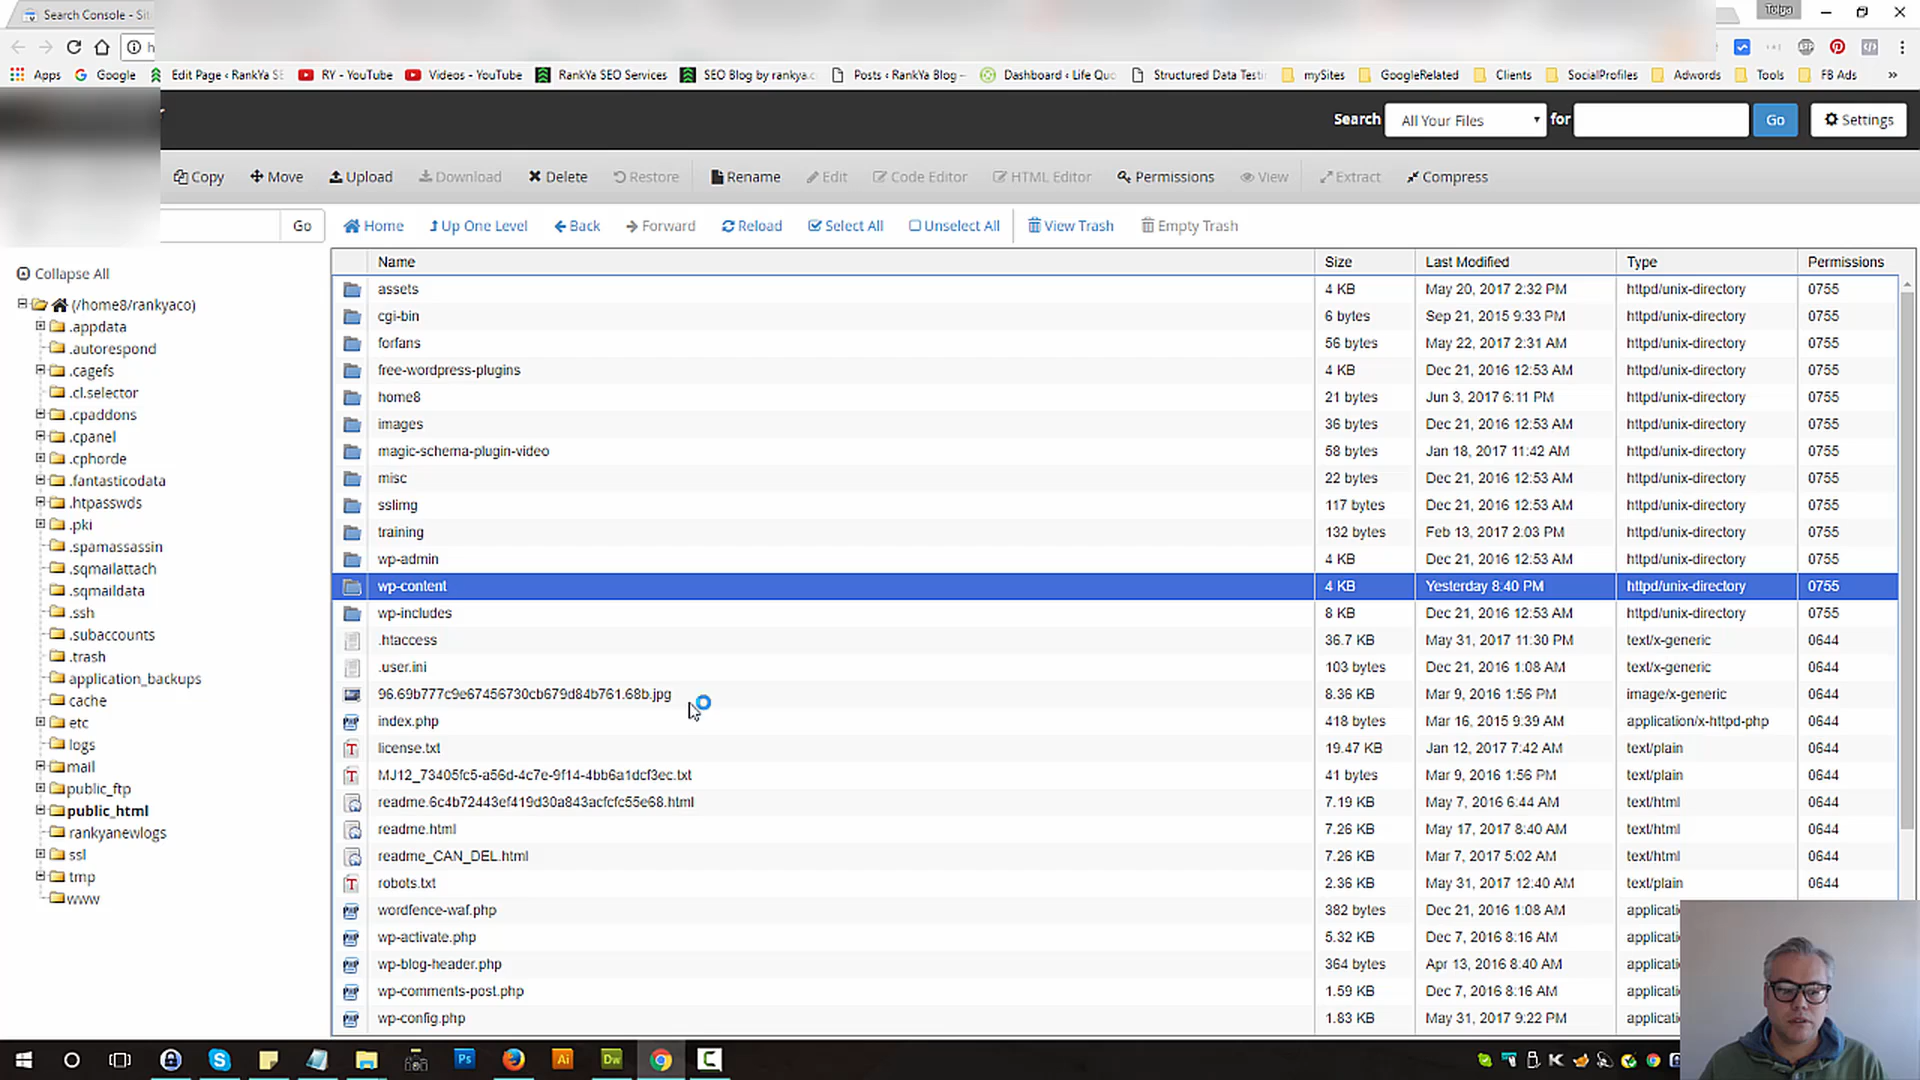 Search Console - Sit
Tolga
h
Apps Google Edit Page ‹ RankYa SE RY - YouTube Videos - YouTube RankYa SEO Services SEO Blog by rankya.c Posts ‹ RankYa Blog – Dashboard ‹ Life Quo Structured Data Testi mySites GoogleRelated Clients SocialProfiles Adwords Tools FB Ads »
Search All Your Files for Go Settings
Copy Move Upload Download Delete Restore Rename Edit Code Editor HTML Editor Permissions View Extract Compress
Go Home Up One Level Back Forward Reload Select All Unselect All View Trash Empty Trash
Collapse All
(/home8/rankyaco)
.appdata
.autorespond
.cagefs
.cl.selector
.cpaddons
.cpanel
.cphorde
.fantasticodata
.htpasswds
.pki
.spamassassin
.sqmailattach
.sqmaildata
.ssh
.subaccounts
.trash
application_backups
cache
etc
logs
mail
public_ftp
public_html
rankyanewlogs
ssl
tmp
www
Name Size Last Modified Type Permissions
assets 4 KB May 20, 2017 2:32 PM httpd/unix-directory 0755
cgi-bin 6 bytes Sep 21, 2015 9:33 PM httpd/unix-directory 0755
forfans 56 bytes May 22, 2017 2:31 AM httpd/unix-directory 0755
free-wordpress-plugins 4 KB Dec 21, 2016 12:53 AM httpd/unix-directory 0755
home8 21 bytes Jun 3, 2017 6:11 PM httpd/unix-directory 0755
images 36 bytes Dec 21, 2016 12:53 AM httpd/unix-directory 0755
magic-schema-plugin-video 58 bytes Jan 18, 2017 11:42 AM httpd/unix-directory 0755
misc 22 bytes Dec 21, 2016 12:53 AM httpd/unix-directory 0755
sslimg 117 bytes Dec 21, 2016 12:53 AM httpd/unix-directory 0755
training 132 bytes Feb 13, 2017 2:03 PM httpd/unix-directory 0755
wp-admin 4 KB Dec 21, 2016 12:53 AM httpd/unix-directory 0755
wp-content 4 KB Yesterday 8:40 PM httpd/unix-directory 0755
wp-includes 8 KB Dec 21, 2016 12:53 AM httpd/unix-directory 0755
.htaccess 36.7 KB May 31, 2017 11:30 PM text/x-generic 0644
.user.ini 103 bytes Dec 21, 2016 1:08 AM text/x-generic 0644
96.69b777c9e67456730cb679d84b761.68b.jpg 8.36 KB Mar 9, 2016 1:56 PM image/x-generic 0644
index.php 418 bytes Mar 16, 2015 9:39 AM application/x-httpd-php 0644
license.txt 19.47 KB Jan 12, 2017 7:42 AM text/plain 0644
MJ12_73405fc5-a56d-4c7e-9f14-4bb6a1dcf3ec.txt 41 bytes Mar 9, 2016 1:56 PM text/plain 0644
readme.6c4b72443ef419d30a843acfcfc55e68.html 7.19 KB May 7, 2016 6:44 AM text/html 0644
readme.html 7.26 KB May 17, 2017 8:40 AM text/html 0644
readme_CAN_DEL.html 7.26 KB Mar 7, 2017 5:02 AM text/html 0644
robots.txt 2.36 KB May 31, 2017 12:40 AM text/plain 0644
wordfence-waf.php 382 bytes Dec 21, 2016 1:08 AM applicati
wp-activate.php 5.32 KB Dec 7, 2016 8:16 AM applicati
wp-blog-header.php 364 bytes Apr 13, 2016 8:40 AM applicati
wp-comments-post.php 1.59 KB Dec 7, 2016 8:16 AM applicati
wp-config.php 1.83 KB May 31, 2017 9:22 PM applicati
Ps Ai Dw